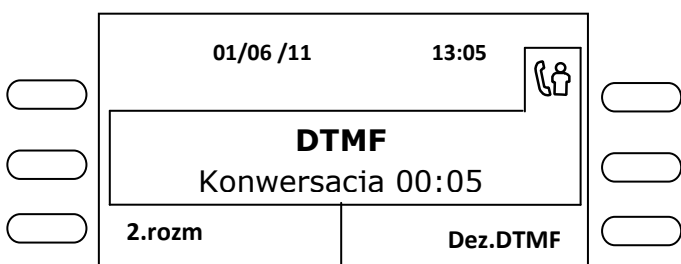 01/06 /11 13:05
DTMF
Konwersacia 00:05
2.rozm Dez.DTMF